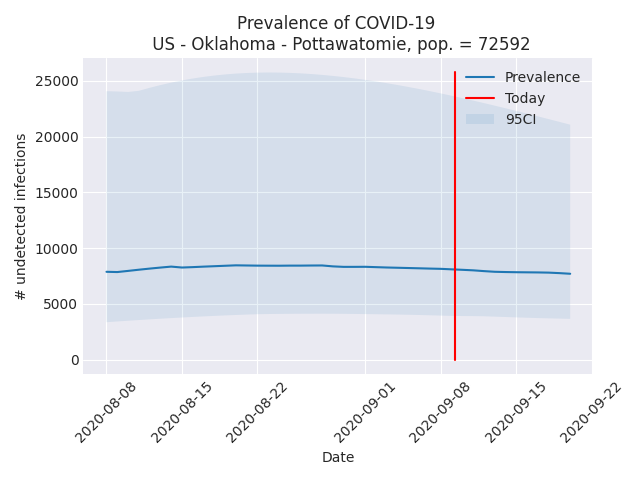 Prevalence of COVID-19
US - Oklahoma - Pottawatomie, pop. = 72592
Prevalence
Today
95CI
25000
20000
15000
10000
5000
0
# undetected infections
2020-08-08
2020-08-15
2020-08-22
2020-09-01
2020-09-08
2020-09-15
2020-09-22
Date